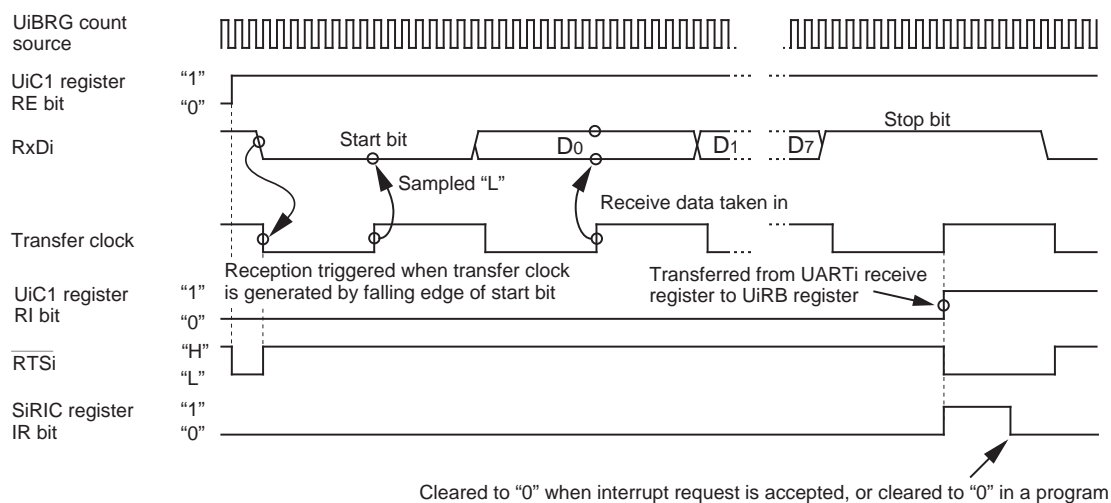 UiBRG count
source
UiC1 register
RE bit
“1”
“0”
RxDi
Start bit
D0
D1
D7
Stop bit
Sampled “L”
Receive data taken in
Transfer clock
Reception triggered when transfer clock
is generated by falling edge of start bit
Transferred from UARTi receive
register to UiRB register
UiC1 register
RI bit
“1”
“0”
RTSi
“H”
“L”
SiRIC register
IR bit
“1”
“0”
Cleared to “0” when interrupt request is accepted, or cleared to “0” in a program